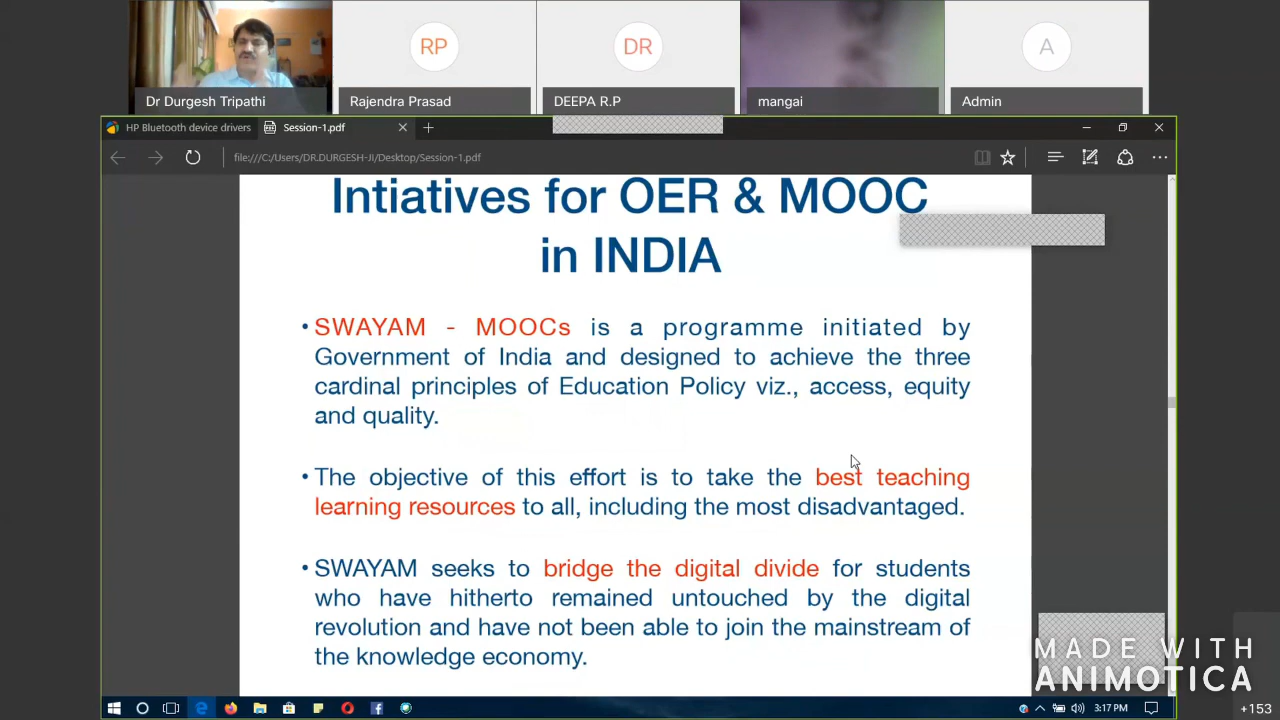 RP
DR
A
Dr Durgesh Tripathi
Rajendra Prasad
DEEPA R.P
mangai
Admin
HP Bluetooth device drivers
Session-1.pdf
file:///C:/Users/DR.DURGESH-JI/Desktop/Session-1.pdf
Intiatives for OER & MOOC
in INDIA
• SWAYAM - MOOCs is a programme initiated by
Government of India and designed to achieve the three
cardinal principles of Education Policy viz., access, equity
and quality.
• The objective of this effort is to take the best teaching
learning resources to all, including the most disadvantaged.
• SWAYAM seeks to bridge the digital divide for students
who have hitherto remained untouched by the digital
revolution and have not been able to join the mainstream of
the knowledge economy.
MADE WITH
ANIMOTICA
3:17 PM
+153